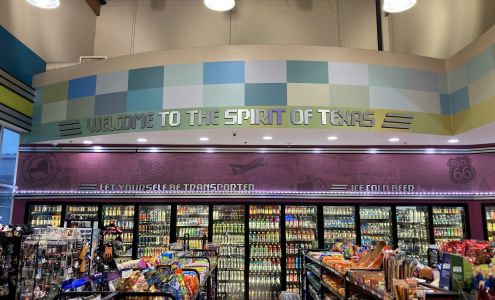 WELCOME TO THE SPIRIT OF TEXAS
LET YOURSELF BE TRANSPORTED
ICE COLD BEER
66